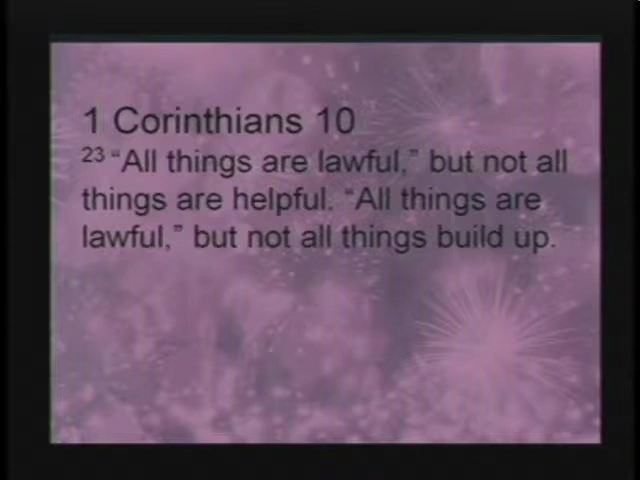 1 Corinthians 10
23 “All things are lawful,” but not all
things are helpful. “All things are
lawful,” but not all things build up.